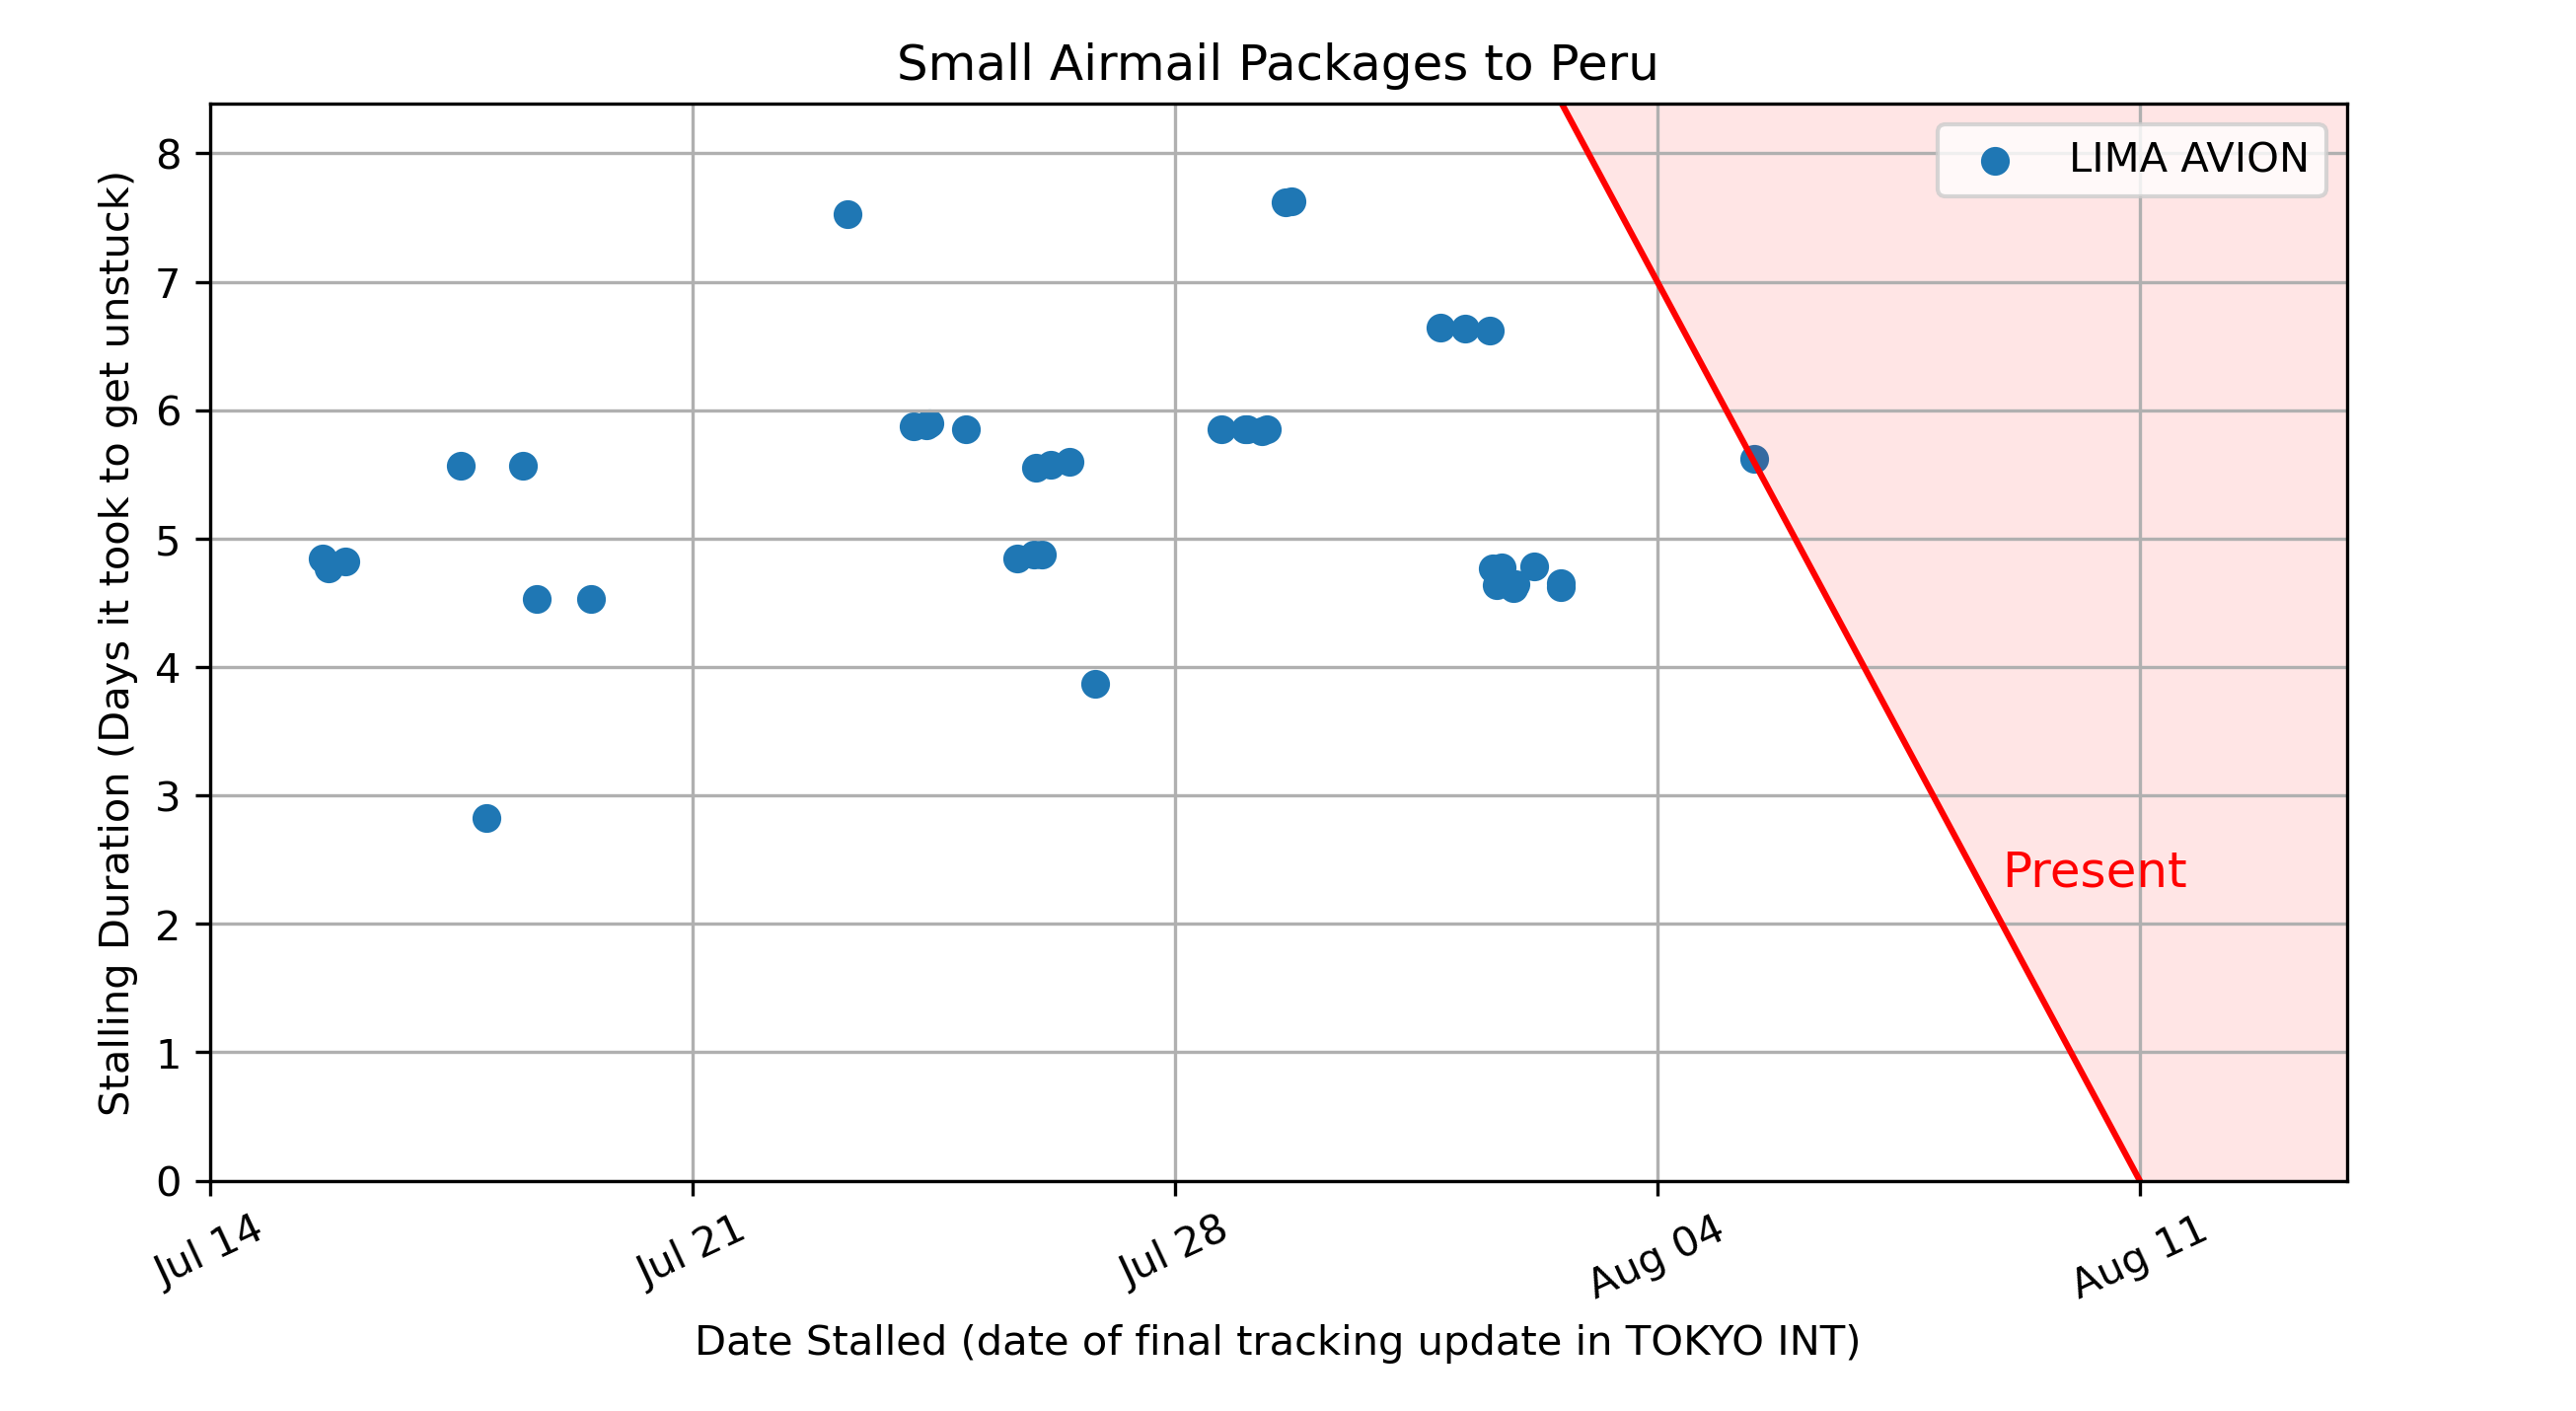 Small Airmail Packages to Peru
Stalling Duration (Days it took to get unstuck)
8
7
6
5
4
3
2
1
0
LIMA AVION
Present
Jul 14
Jul 21
Jul 28
Aug 04
Aug 11
Date Stalled (date of final tracking update in TOKYO INT)